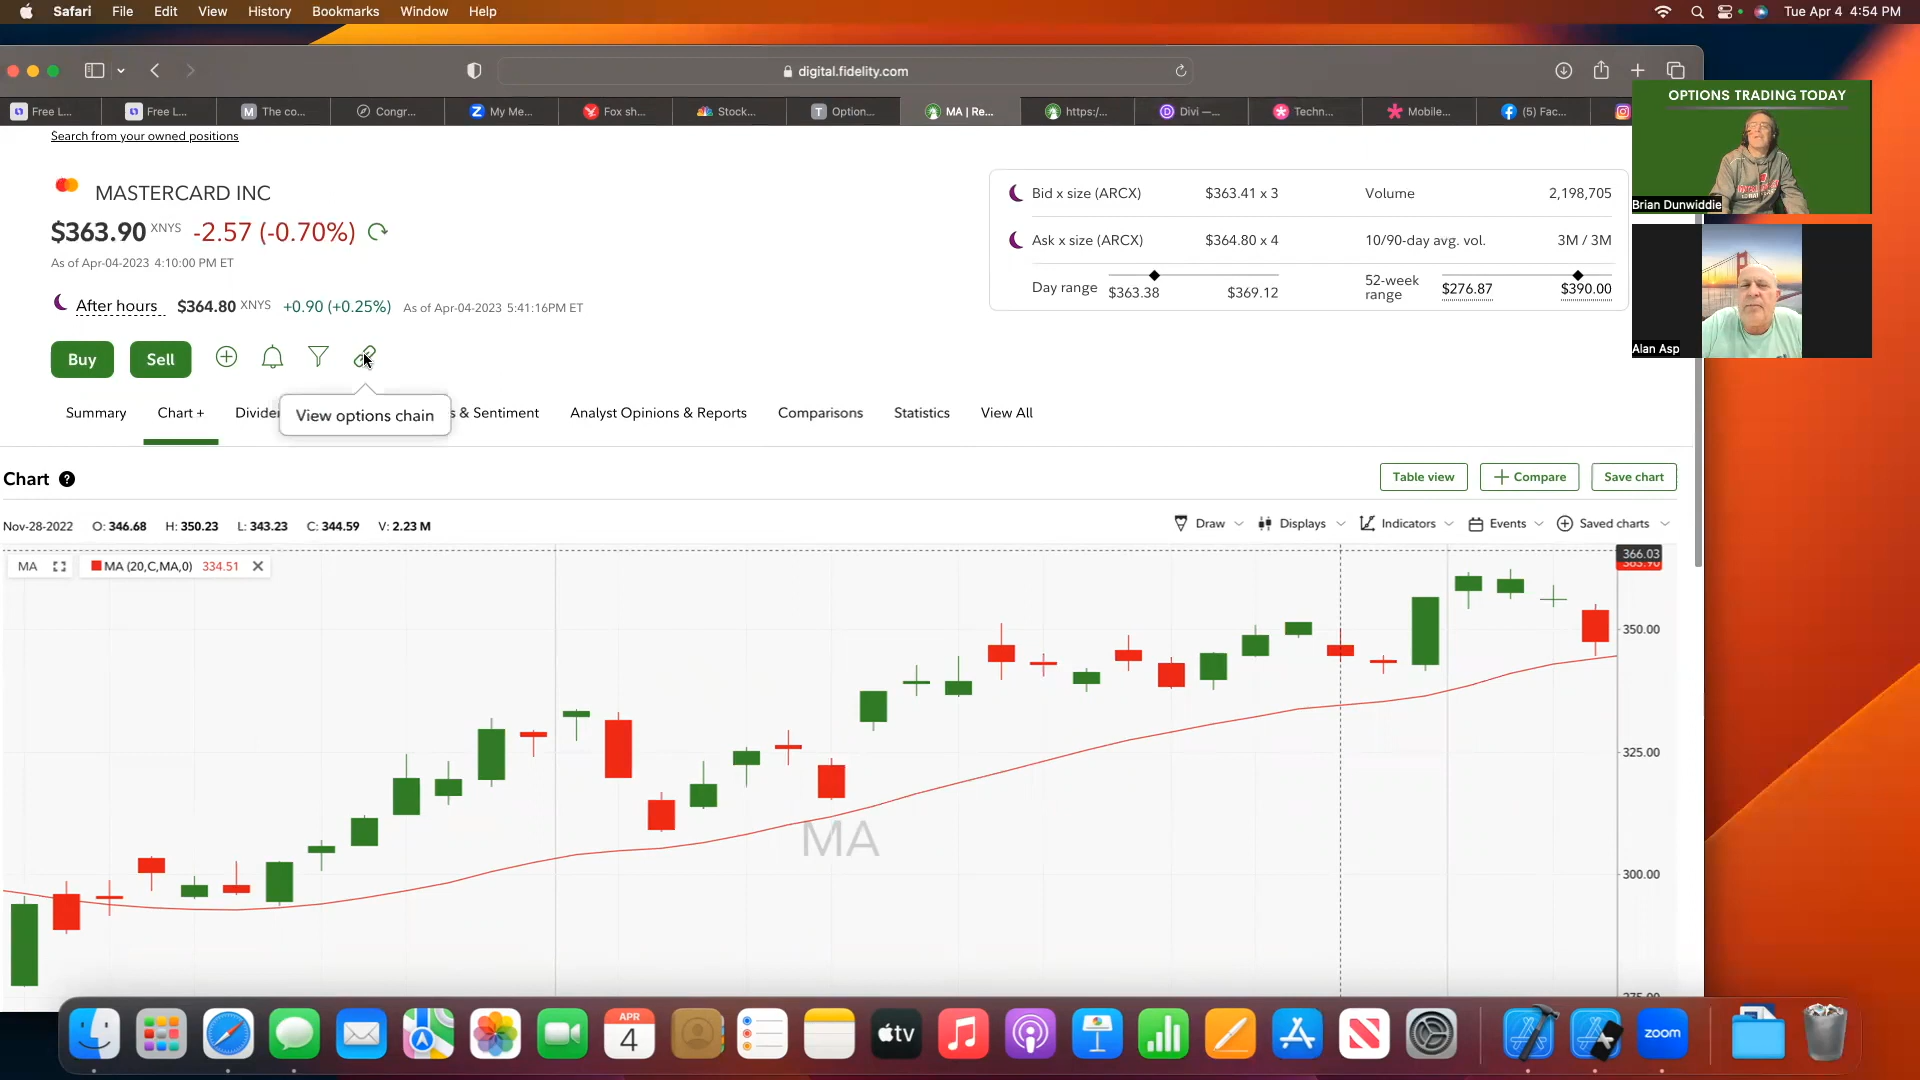 Safari File Edit View History Bookmarks Window Help Tue Apr 4 4:54 PM
digital.fidelity.com
Free L... Free L... The co... Congr... My Me... Fox sh... Stock... Option... MA | Re... https:/... Divi —... Techn... Mobile... (5) Fac...
OPTIONS TRADING TODAY
Brian Dunwiddie
Alan Asp
Search from your owned positions
MASTERCARD INC
$363.90 XNYS -2.57 (-0.70%)
As of Apr-04-2023 4:10:00 PM ET
After hours $364.80 XNYS +0.90 (+0.25%) As of Apr-04-2023 5:41:16PM ET
Bid x size (ARCX) $363.41 x 3 Volume 2,198,705
Ask x size (ARCX) $364.80 x 4 10/90-day avg. vol. 3M / 3M
Day range $363.38 $369.12 52-week range $276.87 $390.00
Buy Sell
View options chain
Summary Chart + Divide s & Sentiment Analyst Opinions & Reports Comparisons Statistics View All
Chart ? Table view + Compare Save chart
Nov-28-2022 O: 346.68 H: 350.23 L: 343.23 C: 344.59 V: 2.23 M Draw Displays Indicators Events Saved charts
MA MA (20,C,MA,0) 334.51
366.03
363.90
350.00
325.00
300.00
275.00
MA
APR
4
tv
zoom